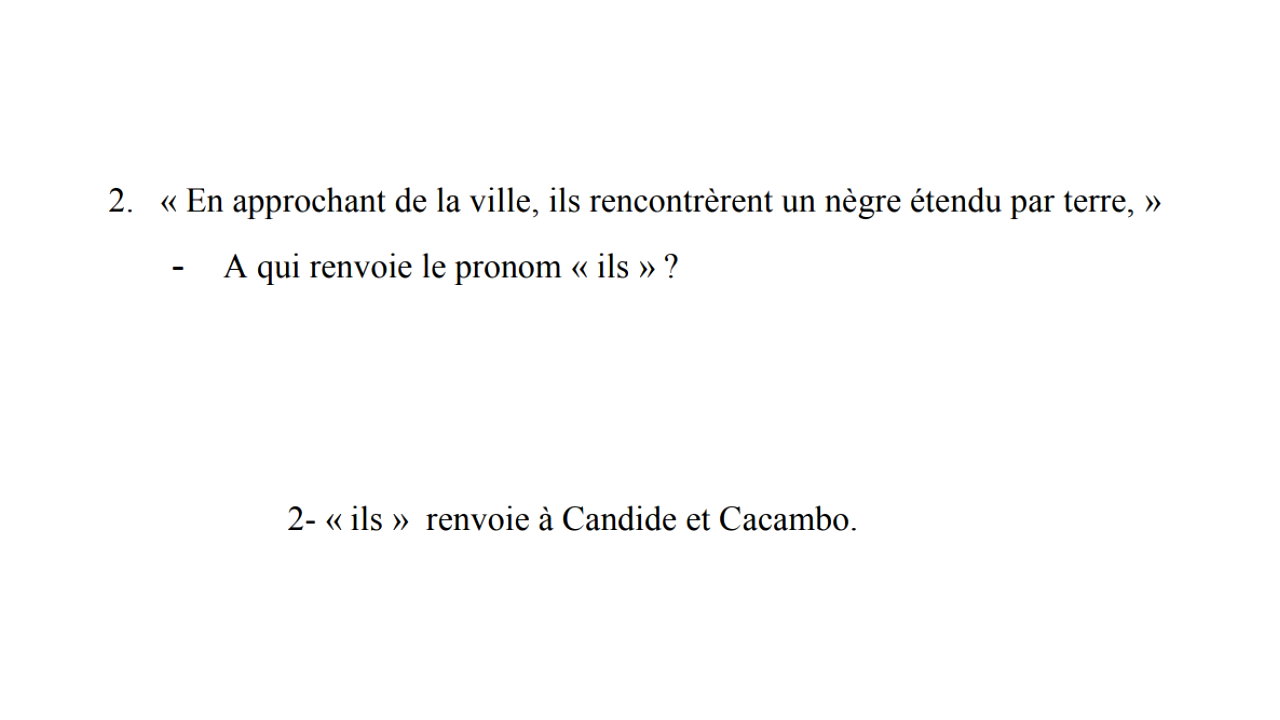 2. « En approchant de la ville, ils rencontrèrent un nègre étendu par terre, »
- A qui renvoie le pronom « ils » ?
2- « ils » renvoie à Candide et Cacambo.